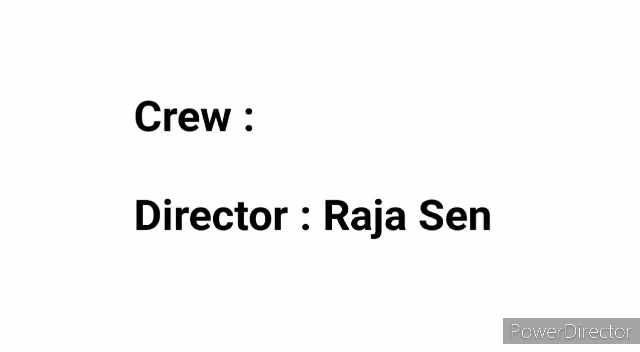 Crew :
Director : Raja Sen
PowerDirector